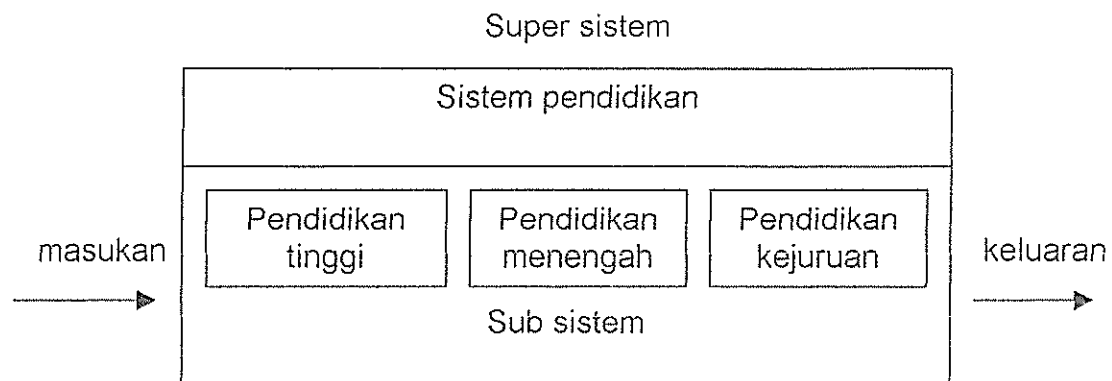 Super sistem
Sistem pendidikan
masukan
Pendidikan
tinggi
Pendidikan
menengah
Pendidikan
kejuruan
keluaran
Sub sistem